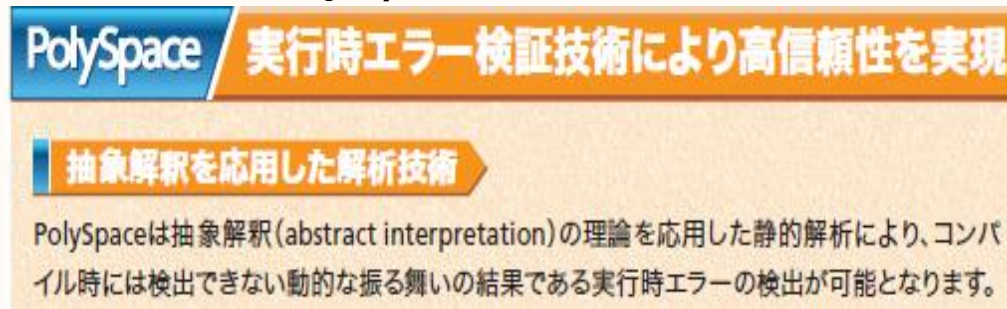 PolySpace 実行時エラー検証技術により高信頼性を実現
抽象解釈を応用した解析技術
PolySpaceは抽象解釈(abstract interpretation)の理論を応用した静的解析により、コンパ
イル時には検出できない動的な振る舞いの結果である実行時エラーの検出が可能となります。